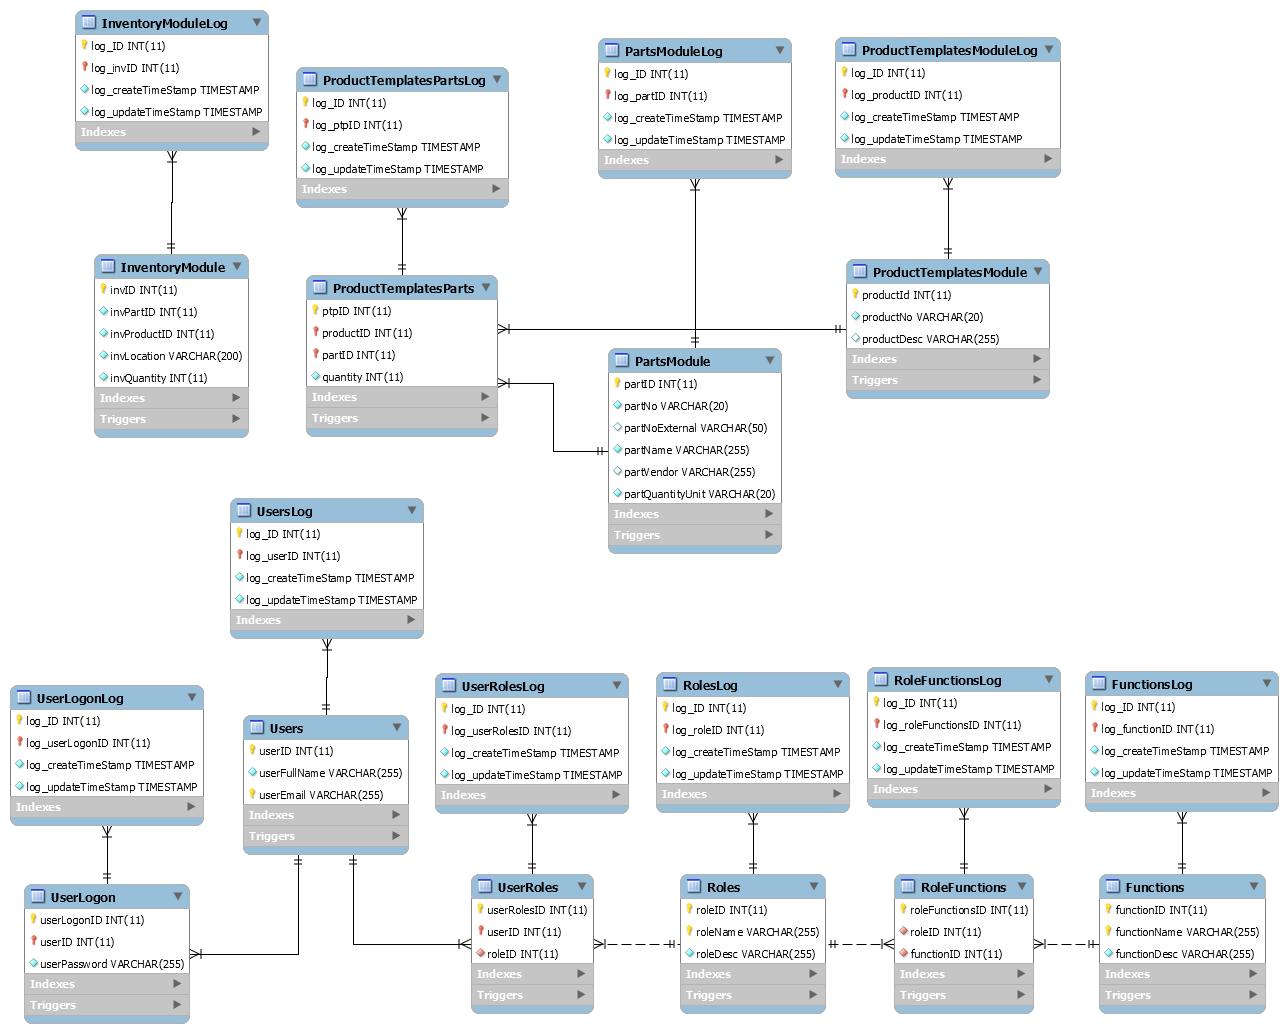 InventoryModuleLog
log_ID INT(11)
log_invID INT(11)
log_createTimeStamp TIMESTAMP
log_updateTimeStamp TIMESTAMP
Indexes
ProductTemplatesPartsLog
log_ID INT(11)
log_ptpID INT(11)
log_createTimeStamp TIMESTAMP
log_updateTimeStamp TIMESTAMP
Indexes
PartsModuleLog
log_ID INT(11)
log_partID INT(11)
log_createTimeStamp TIMESTAMP
log_updateTimeStamp TIMESTAMP
Indexes
ProductTemplatesModuleLog
log_ID INT(11)
log_productID INT(11)
log_createTimeStamp TIMESTAMP
log_updateTimeStamp TIMESTAMP
Indexes
InventoryModule
invID INT(11)
invPartID INT(11)
invProductID INT(11)
invLocation VARCHAR(200)
invQuantity INT(11)
Indexes
Triggers
ProductTemplatesParts
ptpID INT(11)
productID INT(11)
partID INT(11)
quantity INT(11)
Indexes
Triggers
PartsModule
partID INT(11)
partNo VARCHAR(20)
partNoExternal VARCHAR(50)
partName VARCHAR(255)
partVendor VARCHAR(255)
partQuantityUnit VARCHAR(20)
Indexes
Triggers
ProductTemplatesModule
productId INT(11)
productNo VARCHAR(20)
productDesc VARCHAR(255)
Indexes
Triggers
UsersLog
log_ID INT(11)
log_userID INT(11)
log_createTimeStamp TIMESTAMP
log_updateTimeStamp TIMESTAMP
Indexes
UserLogonLog
log_ID INT(11)
log_userLogonID INT(11)
log_createTimeStamp TIMESTAMP
log_updateTimeStamp TIMESTAMP
Indexes
Users
userID INT(11)
userFullName VARCHAR(255)
userEmail VARCHAR(255)
Indexes
Triggers
UserRolesLog
log_ID INT(11)
log_userRolesID INT(11)
log_createTimeStamp TIMESTAMP
log_updateTimeStamp TIMESTAMP
Indexes
RolesLog
log_ID INT(11)
log_roleID INT(11)
log_createTimeStamp TIMESTAMP
log_updateTimeStamp TIMESTAMP
Indexes
RoleFunctionsLog
log_ID INT(11)
log_roleFunctionsID INT(11)
log_createTimeStamp TIMESTAMP
log_updateTimeStamp TIMESTAMP
Indexes
FunctionsLog
log_ID INT(11)
log_functionID INT(11)
log_createTimeStamp TIMESTAMP
log_updateTimeStamp TIMESTAMP
Indexes
UserLogon
userLogonID INT(11)
userID INT(11)
userPassword VARCHAR(255)
Indexes
Triggers
UserRoles
userRolesID INT(11)
userID INT(11)
roleID INT(11)
Indexes
Triggers
Roles
roleID INT(11)
roleName VARCHAR(255)
roleDesc VARCHAR(255)
Indexes
Triggers
RoleFunctions
roleFunctionsID INT(11)
roleID INT(11)
functionID INT(11)
Indexes
Triggers
Functions
functionID INT(11)
functionName VARCHAR(255)
functionDesc VARCHAR(255)
Indexes
Triggers